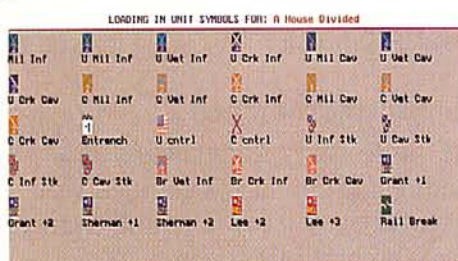 LOADING IN UNIT SYMBOLS FOR: A House Divided
Mil Inf U Mil Inf U Vet Inf U Crk Inf U Mil Cav U Vet Cav
U Crk Cav C Mil Inf C Vet Inf C Crk Inf C Mil Cav C Vet Cav
C Crk Cav Entrench U cntrl C cntrl U Inf Stk U Cav Stk
C Inf Stk C Cav Stk Br Vet Inf Br Crk Inf Br Crk Cav Grant +1
Grant +2 Sherman +1 Sherman +2 Lee +2 Lee +3 Rail Break